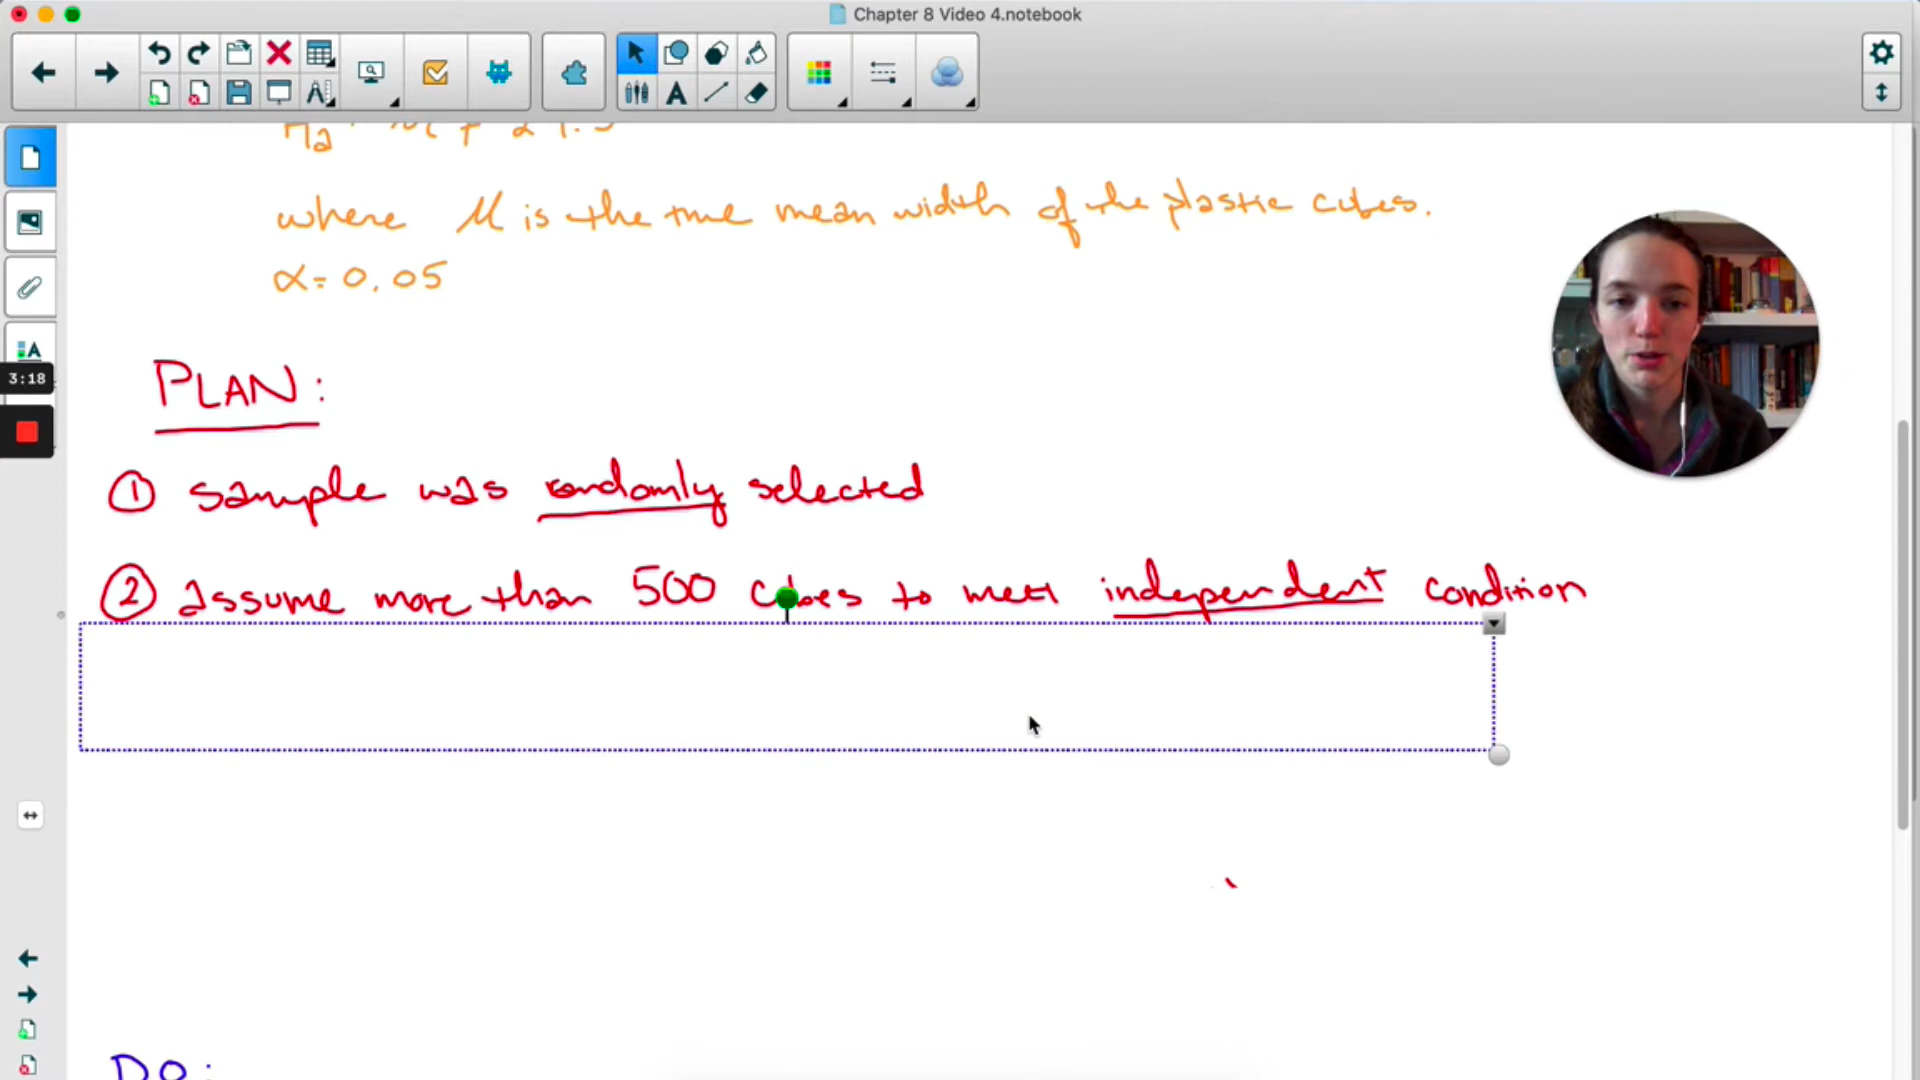 Chapter 8 Video 4.notebook
where μ is the true mean width of the plastic cubes.
α = 0.05
3:18
PLAN:
① sample was randomly selected
② assume more than 500 cubes to meet independent condition
DO: